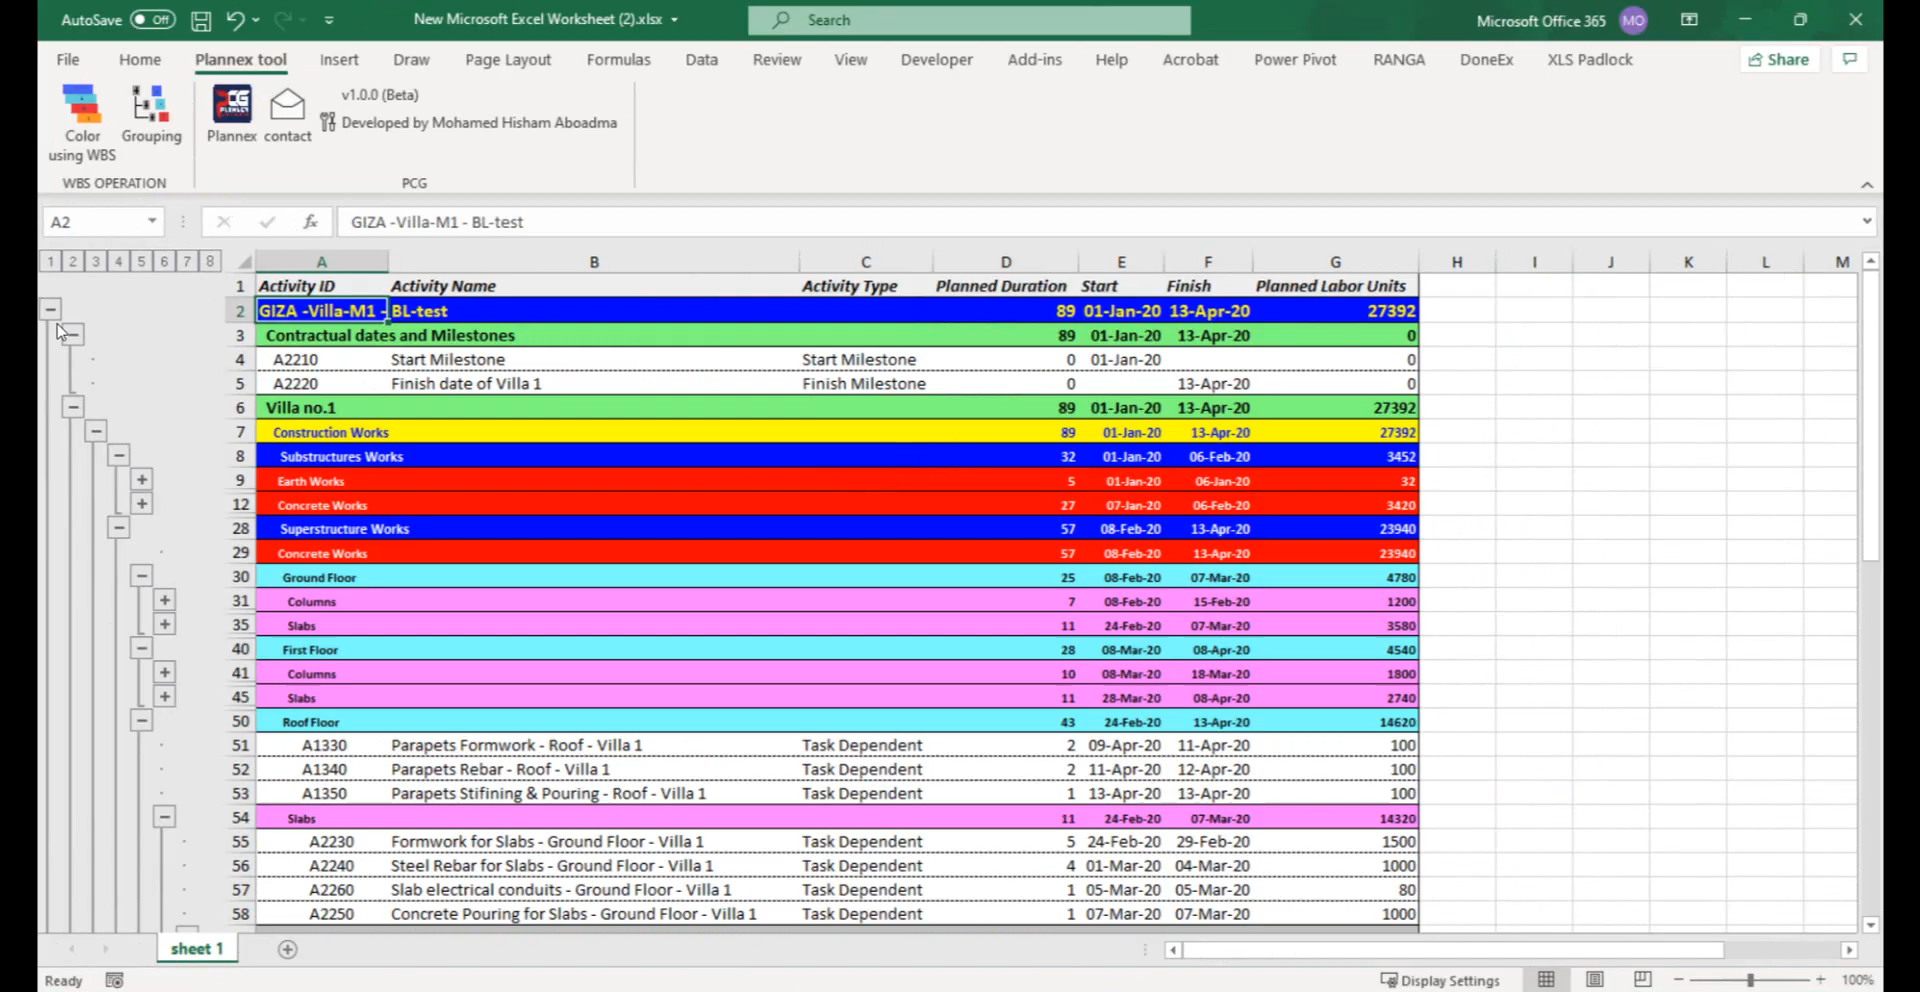 AutoSave Off New Microsoft Excel Worksheet (2).xlsx Search Microsoft Office 365 MO
File Home Plannex tool Insert Draw Page Layout Formulas Data Review View Developer Add-ins Help Acrobat Power Pivot RANGA DoneEx XLS Padlock Share
v1.0.0 (Beta)
Developed by Mohamed Hisham Aboadma
Color using WBS Grouping Plannex contact
WBS OPERATION PCG
A2 fx GIZA -Villa-M1 - BL-test
1 2 3 4 5 6 7 8 A B C D E F G H I J K L M
1 Activity ID Activity Name Activity Type Planned Duration Start Finish Planned Labor Units
2 GIZA -Villa-M1 - BL-test 89 01-Jan-20 13-Apr-20 27392
3 Contractual dates and Milestones 89 01-Jan-20 13-Apr-20 0
4 A2210 Start Milestone Start Milestone 0 01-Jan-20 0
5 A2220 Finish date of Villa 1 Finish Milestone 0 13-Apr-20 0
6 Villa no.1 89 01-Jan-20 13-Apr-20 27392
7 Construction Works 89 01-Jan-20 13-Apr-20 27392
8 Substructures Works 32 01-Jan-20 06-Feb-20 3452
9 Earth Works 5 01-Jan-20 06-Jan-20 32
12 Concrete Works 27 07-Jan-20 06-Feb-20 3420
28 Superstructure Works 57 08-Feb-20 13-Apr-20 23940
29 Concrete Works 57 08-Feb-20 13-Apr-20 23940
30 Ground Floor 25 08-Feb-20 07-Mar-20 4780
31 Columns 7 08-Feb-20 15-Feb-20 1200
35 Slabs 11 24-Feb-20 07-Mar-20 3580
40 First Floor 28 08-Mar-20 08-Apr-20 4540
41 Columns 10 08-Mar-20 18-Mar-20 1800
45 Slabs 11 28-Mar-20 08-Apr-20 2740
50 Roof Floor 43 24-Feb-20 13-Apr-20 14620
51 A1330 Parapets Formwork - Roof - Villa 1 Task Dependent 2 09-Apr-20 11-Apr-20 100
52 A1340 Parapets Rebar - Roof - Villa 1 Task Dependent 2 11-Apr-20 12-Apr-20 100
53 A1350 Parapets Stifining & Pouring - Roof - Villa 1 Task Dependent 1 13-Apr-20 13-Apr-20 100
54 Slabs 11 24-Feb-20 07-Mar-20 14320
55 A2230 Formwork for Slabs - Ground Floor - Villa 1 Task Dependent 5 24-Feb-20 29-Feb-20 1500
56 A2240 Steel Rebar for Slabs - Ground Floor - Villa 1 Task Dependent 4 01-Mar-20 04-Mar-20 1000
57 A2260 Slab electrical conduits - Ground Floor - Villa 1 Task Dependent 1 05-Mar-20 05-Mar-20 80
58 A2250 Concrete Pouring for Slabs - Ground Floor - Villa 1 Task Dependent 1 07-Mar-20 07-Mar-20 1000
sheet 1
Ready Display Settings 100%